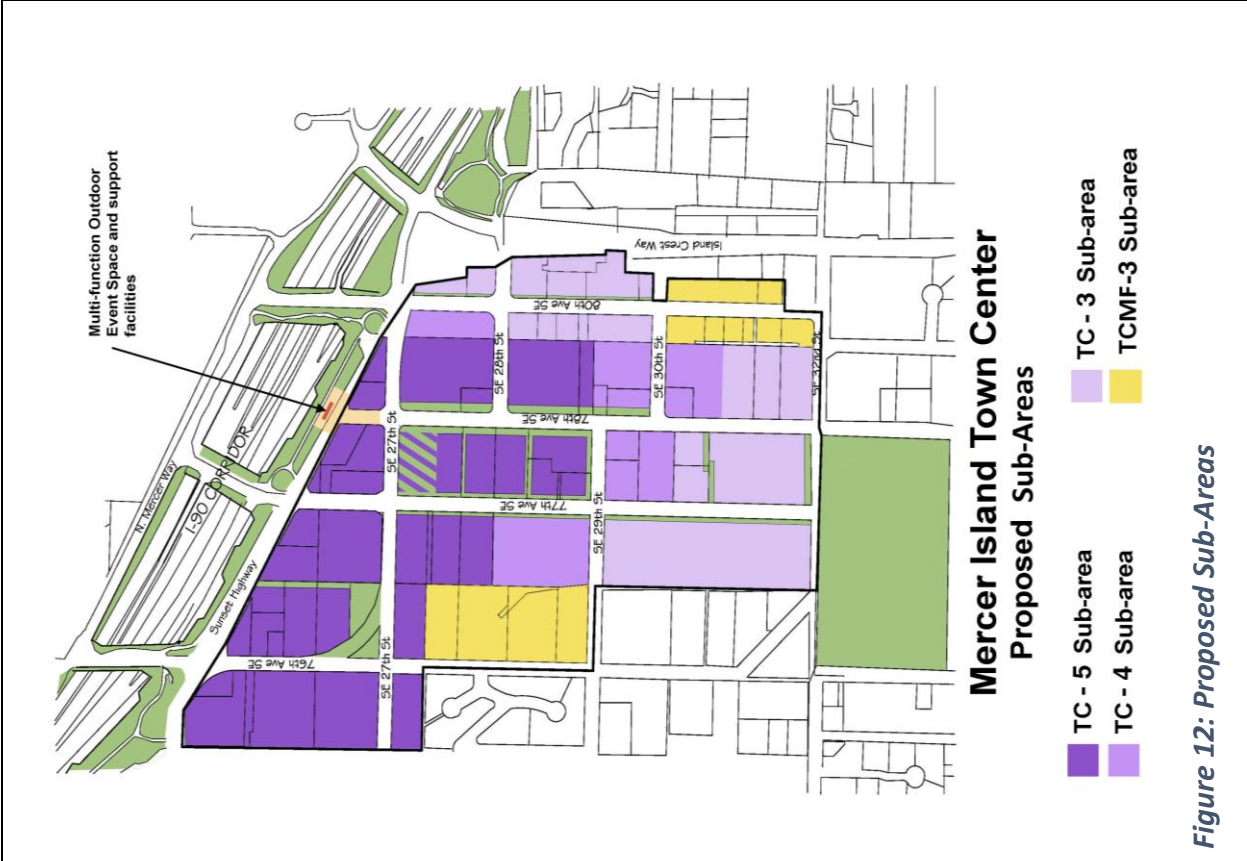 Multi-function Outdoor
Event Space and support
facilities
N. Mercer Way
I-90 CORRIDOR
Sunset Highway
Island Crest Way
80th Ave SE
SE 28th St
SE 30th St
SE 32nd St
78th Ave SE
SE 27th St
77th Ave SE
SE 29th St
76th Ave SE
SE 27th St
Mercer Island Town Center
Proposed Sub-Areas
TC - 5 Sub-area
TC - 4 Sub-area
TC - 3 Sub-area
TCMF-3 Sub-area
Figure 12: Proposed Sub-Areas